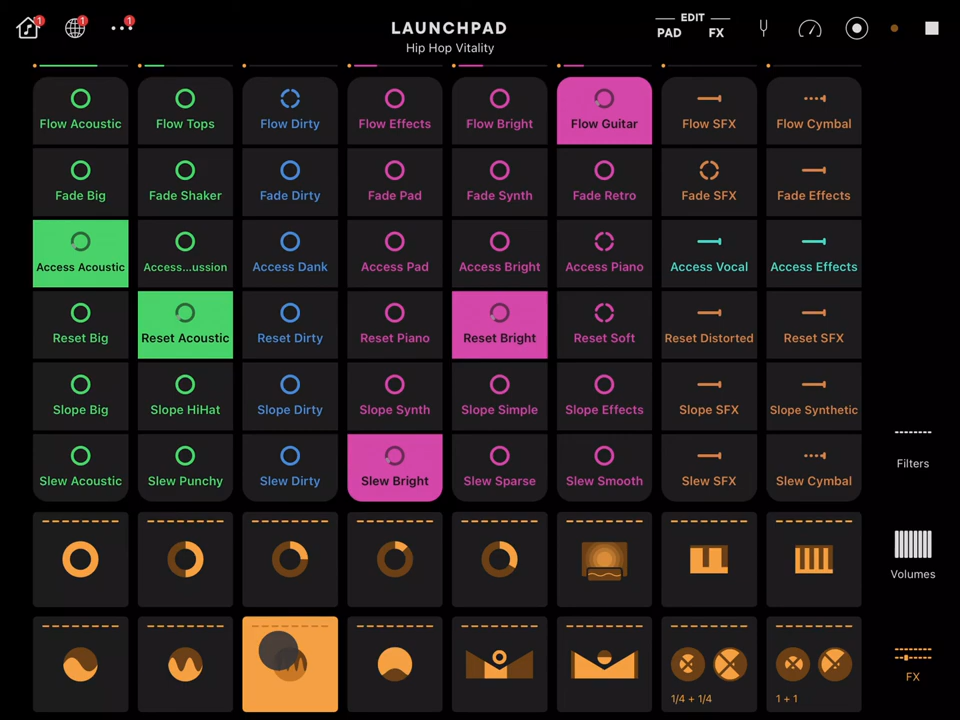 1
1
1
LAUNCHPAD
Hip Hop Vitality
EDIT
PAD FX
Flow Acoustic
Flow Tops
Flow Dirty
Flow Effects
Flow Bright
Flow Guitar
Flow SFX
Flow Cymbal
Fade Big
Fade Shaker
Fade Dirty
Fade Pad
Fade Synth
Fade Retro
Fade SFX
Fade Effects
Access Acoustic
Access...ussion
Access Dank
Access Pad
Access Bright
Access Piano
Access Vocal
Access Effects
Reset Big
Reset Acoustic
Reset Dirty
Reset Piano
Reset Bright
Reset Soft
Reset Distorted
Reset SFX
Slope Big
Slope HiHat
Slope Dirty
Slope Synth
Slope Simple
Slope Effects
Slope SFX
Slope Synthetic
Slew Acoustic
Slew Punchy
Slew Dirty
Slew Bright
Slew Sparse
Slew Smooth
Slew SFX
Slew Cymbal
Filters
Volumes
FX
1/4 + 1/4
1 + 1